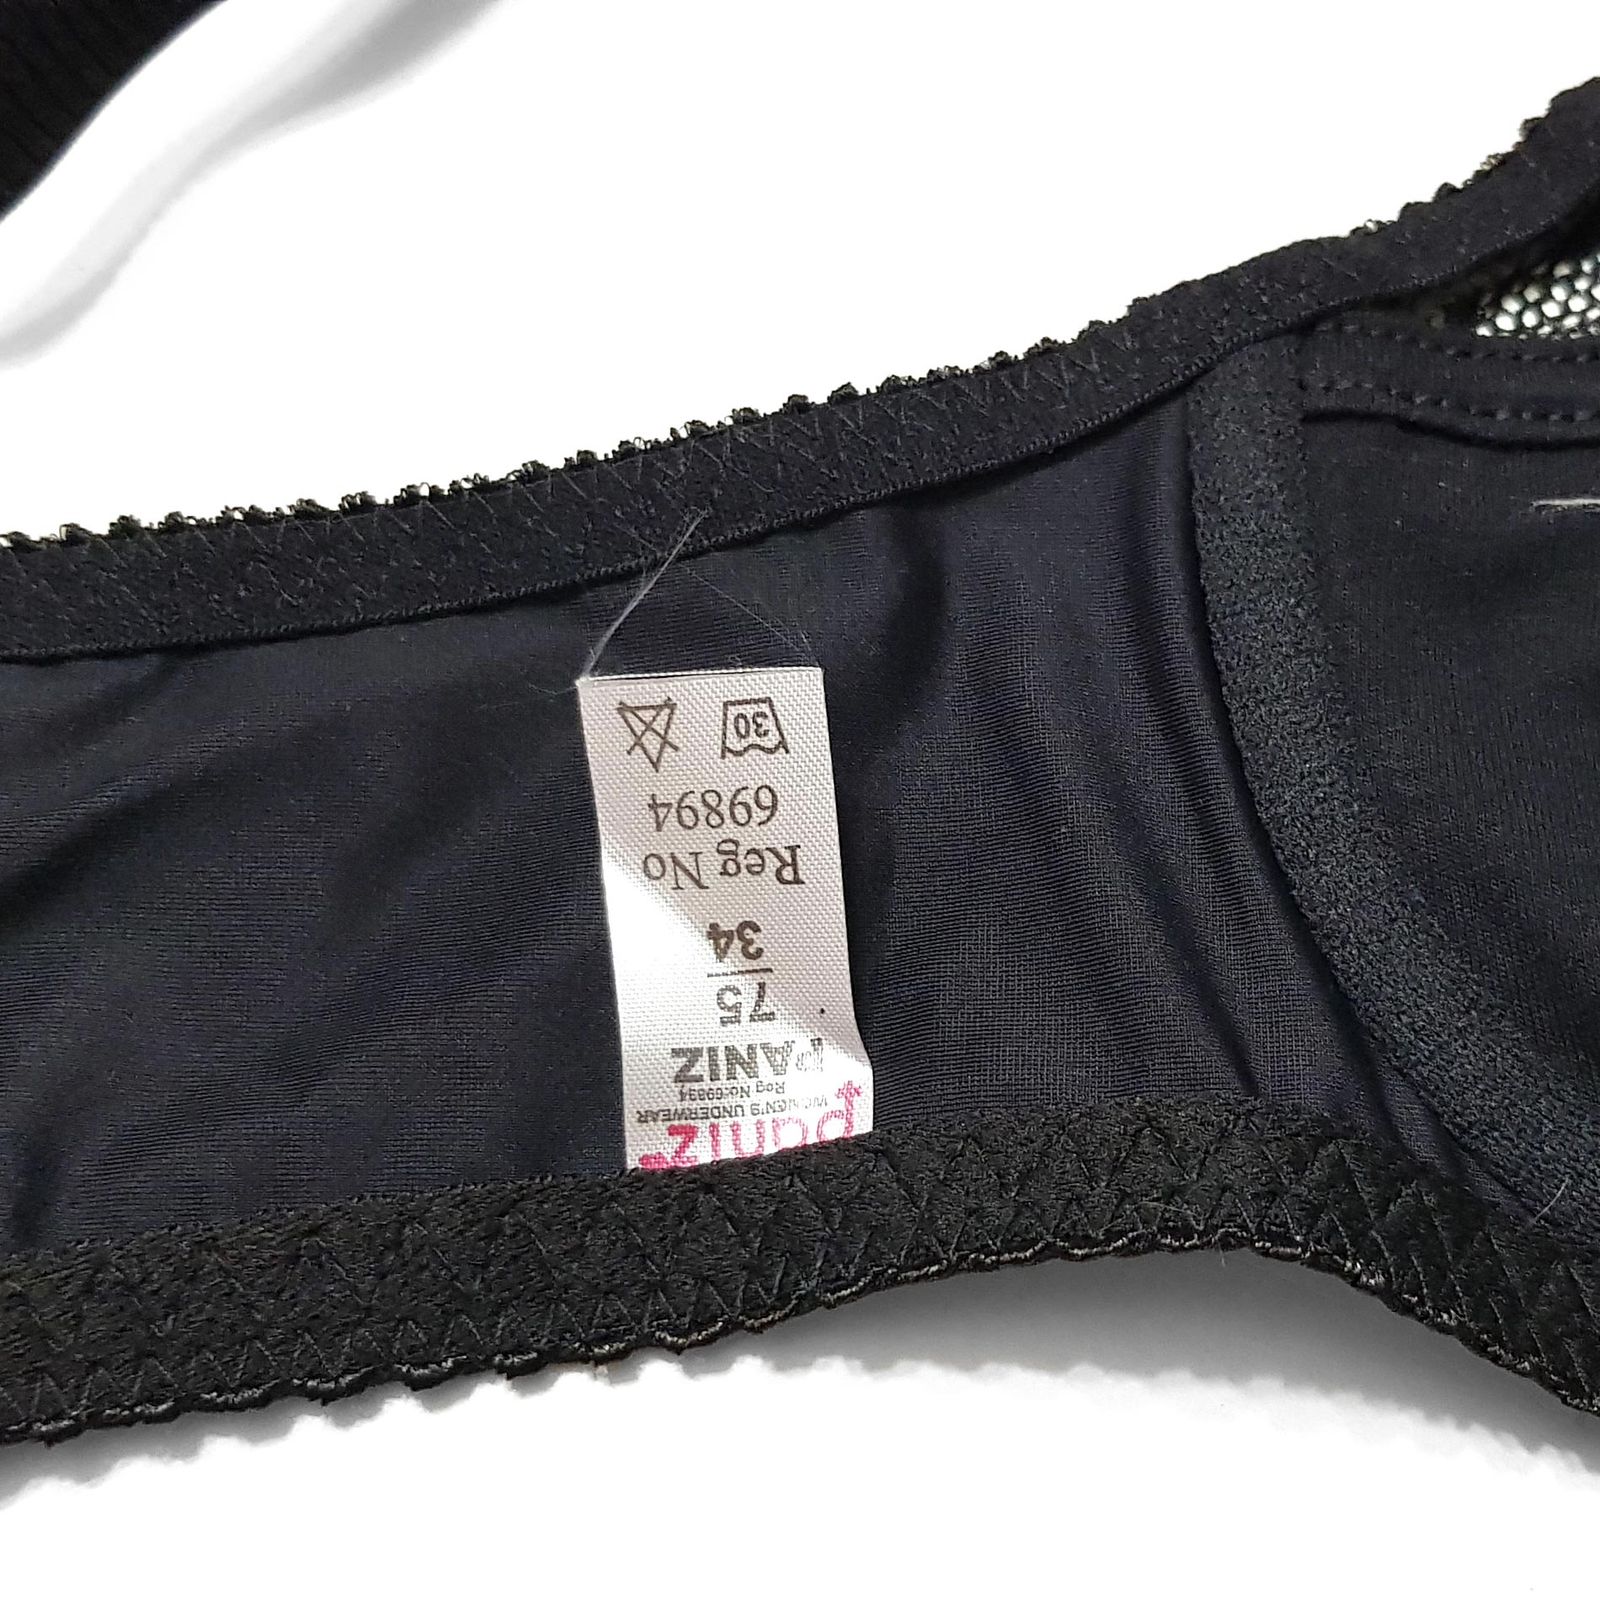 paniz
WOMEN'S UNDERWEAR
Reg No:69894
PANIZ
75
34
Reg No
69894
30